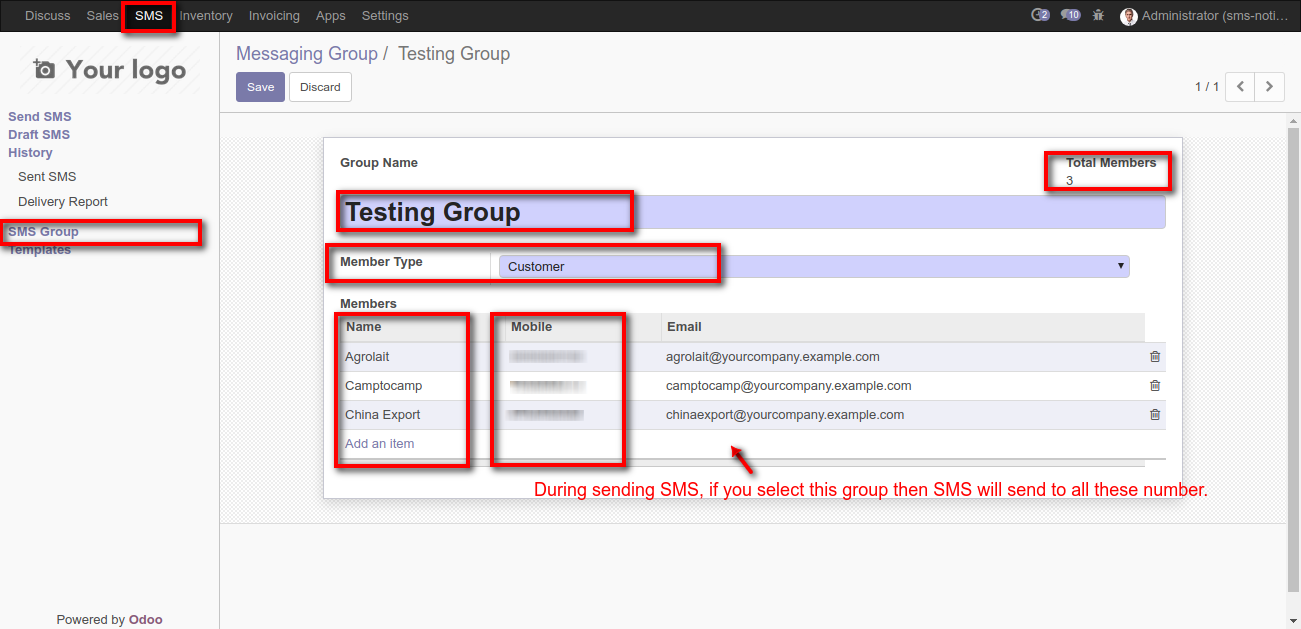 Discuss Sales SMS Inventory Invoicing Apps Settings 2 10 Administrator (sms-noti...
Your logo
Messaging Group / Testing Group
Save Discard
1 / 1
Send SMS
Draft SMS
History
Sent SMS
Delivery Report
SMS Group
Templates
Group Name
Total Members
3
Testing Group
Member Type Customer
Members
Name Mobile Email
Agrolait agrolait@yourcompany.example.com
Camptocamp camptocamp@yourcompany.example.com
China Export chinaexport@yourcompany.example.com
Add an item
During sending SMS, if you select this group then SMS will send to all these number.
Powered by Odoo